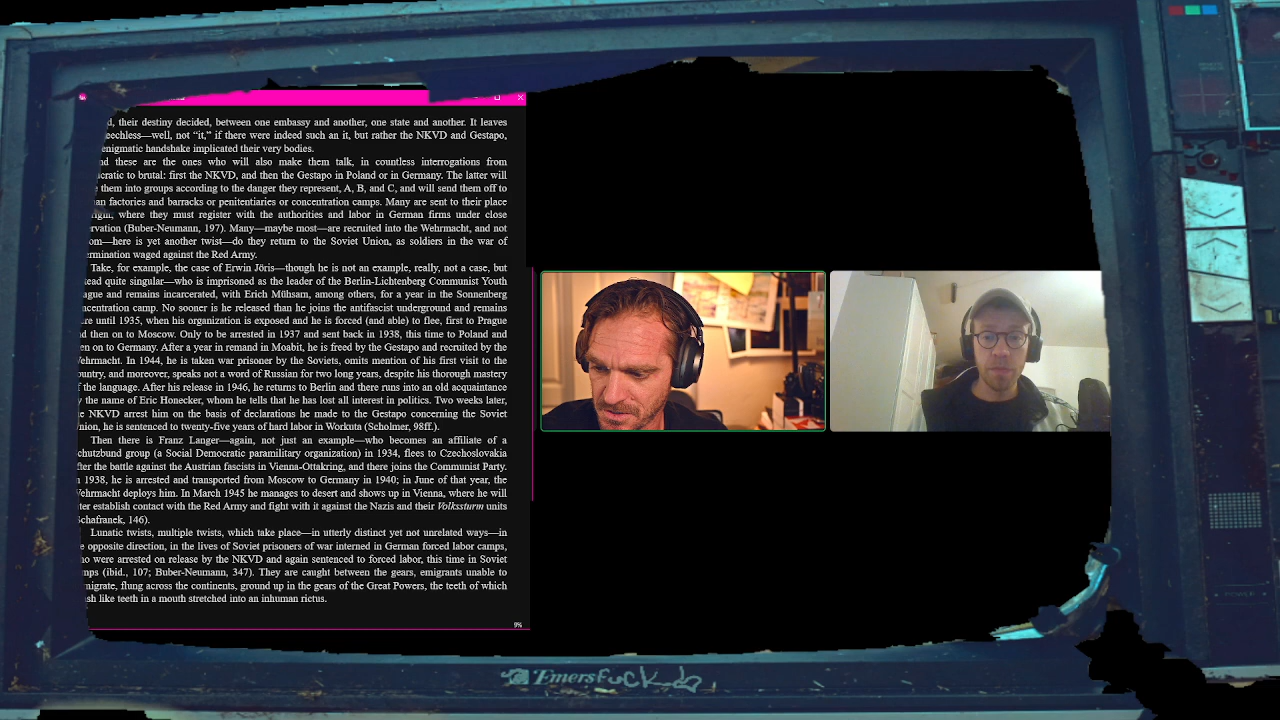 their destiny decided, between one embassy and another, one state and another. It leaves
not “it,” if there were indeed such an it, but rather the NKVD and Gestapo,
enigmatic handshake implicated their very bodies.
these are the ones who will also make them talk, in countless interrogations from
to brutal: first the NKVD, and then the Gestapo in Poland or in Germany. The latter will
them into groups according to the danger they represent, A, B, and C, and will send them off to
factories and barracks or penitentiaries or concentration camps. Many are sent to their place
where they must register with the authorities and labor in German firms under close
(Buber-Neumann, 197). Many—maybe most—are recruited into the Wehrmacht, and not
is yet another twist—do they return to the Soviet Union, as soldiers in the war of
waged against the Red Army.
Take, for example, the case of Erwin Jöris—though he is not an example, really, not a case, but
quite singular—who is imprisoned as the leader of the Berlin-Lichtenberg Communist Youth
and remains incarcerated, with Erich Mühsam, among others, for a year in the Sonnenberg
camp. No sooner is he released than he joins the antifascist underground and remains
until 1935, when his organization is exposed and he is forced (and able) to flee, first to Prague
then on to Moscow. Only to be arrested in 1937 and sent back in 1938, this time to Poland and
on to Germany. After a year in remand in Moabit, he is freed by the Gestapo and recruited by the
Wehrmacht. In 1944, he is taken war prisoner by the Soviets, omits mention of his first visit to the
country, and moreover, speaks not a word of Russian for two long years, despite his thorough mastery
of the language. After his release in 1946, he returns to Berlin and there runs into an old acquaintance
by the name of Eric Honecker, whom he tells that he has lost all interest in politics. Two weeks later,
NKVD arrest him on the basis of declarations he made to the Gestapo concerning the Soviet
he is sentenced to twenty-five years of hard labor in Workuta (Scholmer, 98ff.).
Then there is Franz Langer—again, not just an example—who becomes an affiliate of a
Schutzbund group (a Social Democratic paramilitary organization) in 1934, flees to Czechoslovakia
after the battle against the Austrian fascists in Vienna-Ottakring, and there joins the Communist Party.
1938, he is arrested and transported from Moscow to Germany in 1940; in June of that year, the
Wehrmacht deploys him. In March 1945 he manages to desert and shows up in Vienna, where he will
establish contact with the Red Army and fight with it against the Nazis and their Volkssturm units
(Schafranek, 146).
Lunatic twists, multiple twists, which take place—in utterly distinct yet not unrelated ways—in
opposite direction, in the lives of Soviet prisoners of war interned in German forced labor camps,
who were arrested on release by the NKVD and again sentenced to forced labor, this time in Soviet
(ibid., 107; Buber-Neumann, 347). They are caught between the gears, emigrants unable to
flung across the continents, ground up in the gears of the Great Powers, the teeth of which
like teeth in a mouth stretched into an inhuman rictus.
9%
POWER
Emersfuck